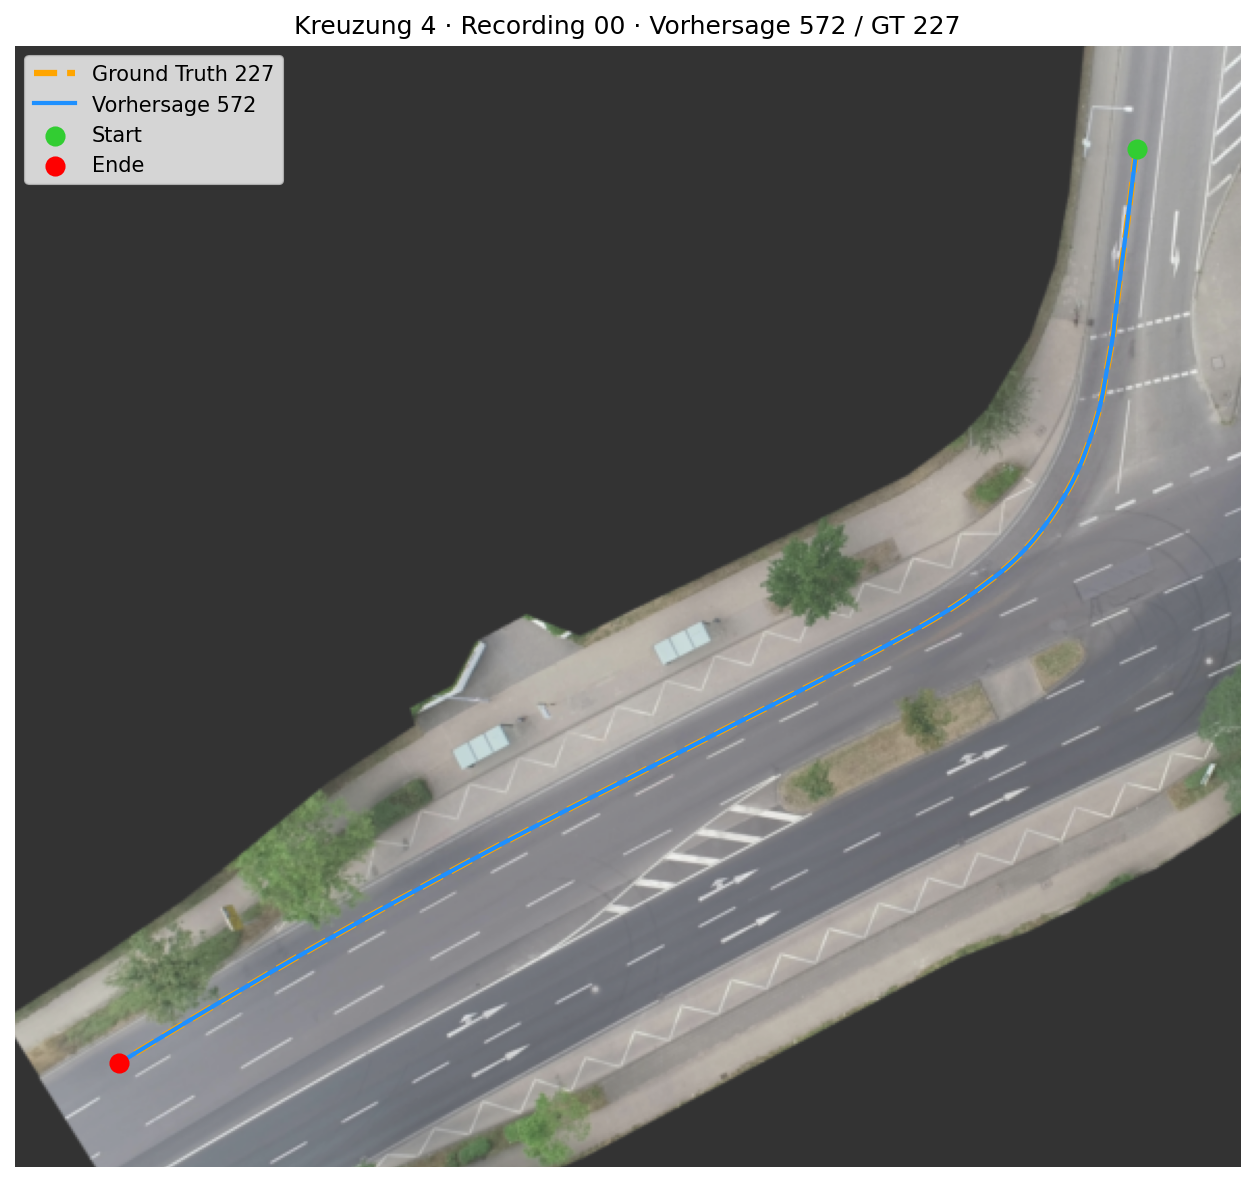 Kreuzung 4 · Recording 00 · Vorhersage 572 / GT 227
Ground Truth 227
Vorhersage 572
Start
Ende